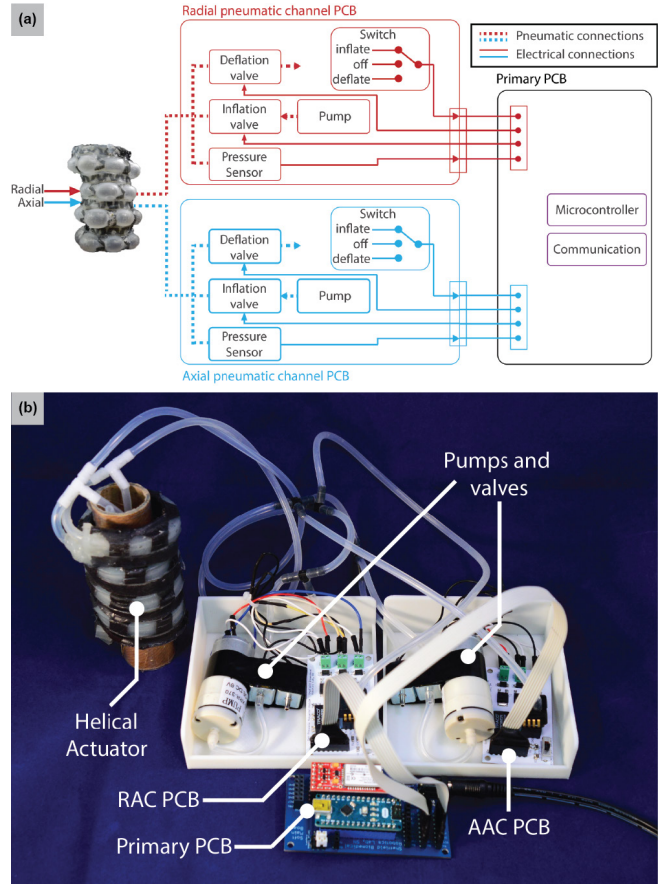 (a)
Radial pneumatic channel PCB
Pneumatic connections
Electrical connections
Switch
inflate
off
deflate
Deflation
valve
Inflation
valve
Pump
Pressure
Sensor
Primary PCB
Microcontroller
Communication
Radial
Axial
Switch
inflate
off
deflate
Deflation
valve
Inflation
valve
Pump
Pressure
Sensor
Axial pneumatic channel PCB
(b)
Pumps and
valves
Helical
Actuator
RAC PCB
Primary PCB
AAC PCB
PUMP